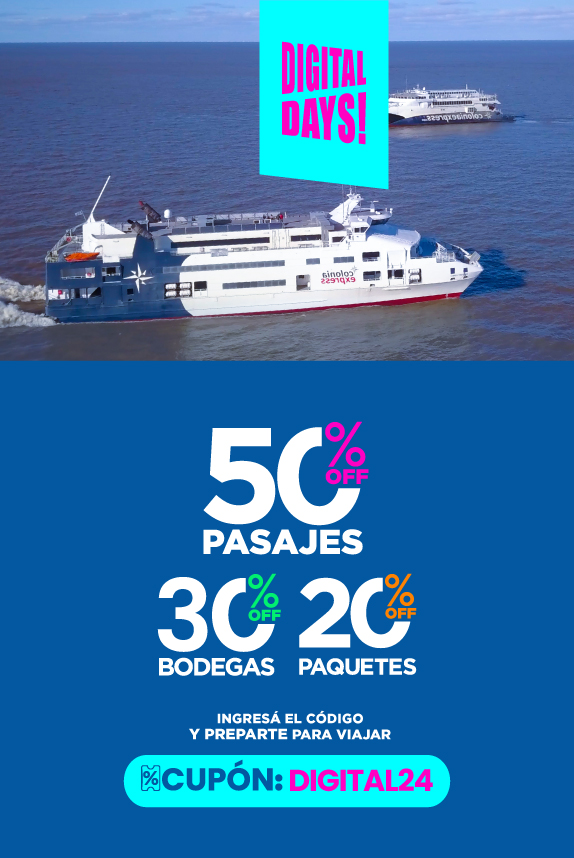 DIGITAL
DAYS!
coloniaexpress
colonia
express
50% OFF
PASAJES
30% OFF
BODEGAS
20% OFF
PAQUETES
INGRESÁ EL CÓDIGO
Y PREPARTE PARA VIAJAR
%CUPÓN: DIGITAL24